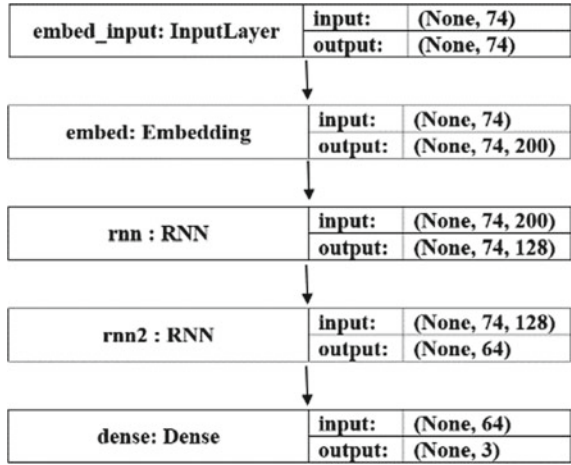 embed_input: InputLayer
input: (None, 74)
output: (None, 74)
embed: Embedding
input: (None, 74)
output: (None, 74, 200)
rnn : RNN
input: (None, 74, 200)
output: (None, 74, 128)
rnn2 : RNN
input: (None, 74, 128)
output: (None, 64)
dense: Dense
input: (None, 64)
output: (None, 3)